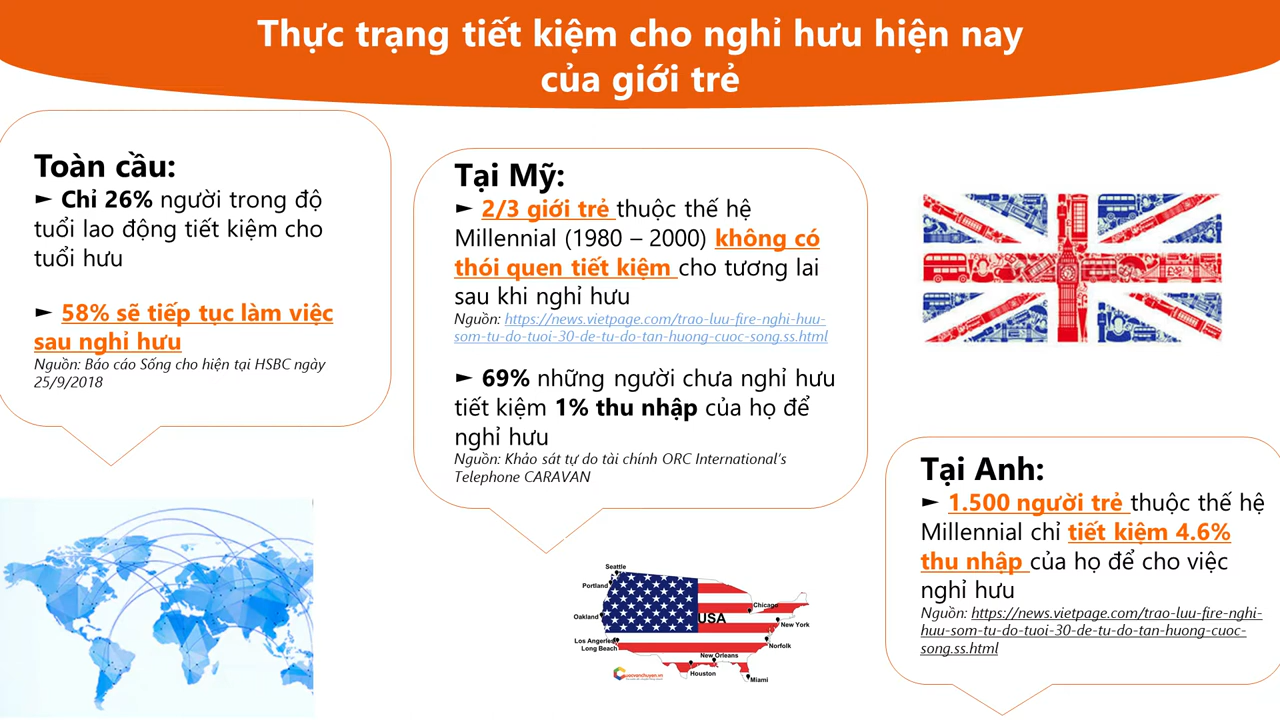 Thực trạng tiết kiệm cho nghỉ hưu hiện nay
của giới trẻ
Toàn cầu:
► Chỉ 26% người trong độ
tuổi lao động tiết kiệm cho
tuổi hưu
► 58% sẽ tiếp tục làm việc
sau nghỉ hưu
Nguồn: Báo cáo Sống cho hiện tại HSBC ngày
25/9/2018
Tại Mỹ:
► 2/3 giới trẻ thuộc thế hệ
Millennial (1980 – 2000) không có
thói quen tiết kiệm cho tương lai
sau khi nghỉ hưu
Nguồn: https://news.vietpage.com/trao-luu-fire-nghi-huu-
som-tu-do-tuoi-30-de-tu-do-tan-huong-cuoc-song.ss.html
► 69% những người chưa nghỉ hưu
tiết kiệm 1% thu nhập của họ để
nghỉ hưu
Nguồn: Khảo sát tự do tài chính ORC International’s
Telephone CARAVAN
Tại Anh:
► 1.500 người trẻ thuộc thế hệ
Millennial chỉ tiết kiệm 4.6%
thu nhập của họ để cho việc
nghỉ hưu
Nguồn: https://news.vietpage.com/trao-luu-fire-nghi-
huu-som-tu-do-tuoi-30-de-tu-do-tan-huong-cuoc-
song.ss.html
Seattle
Portland
Oakland
Los Angeles
Long Beach
USA
Chicago
New York
Norfolk
New Orleans
Houston
Miami